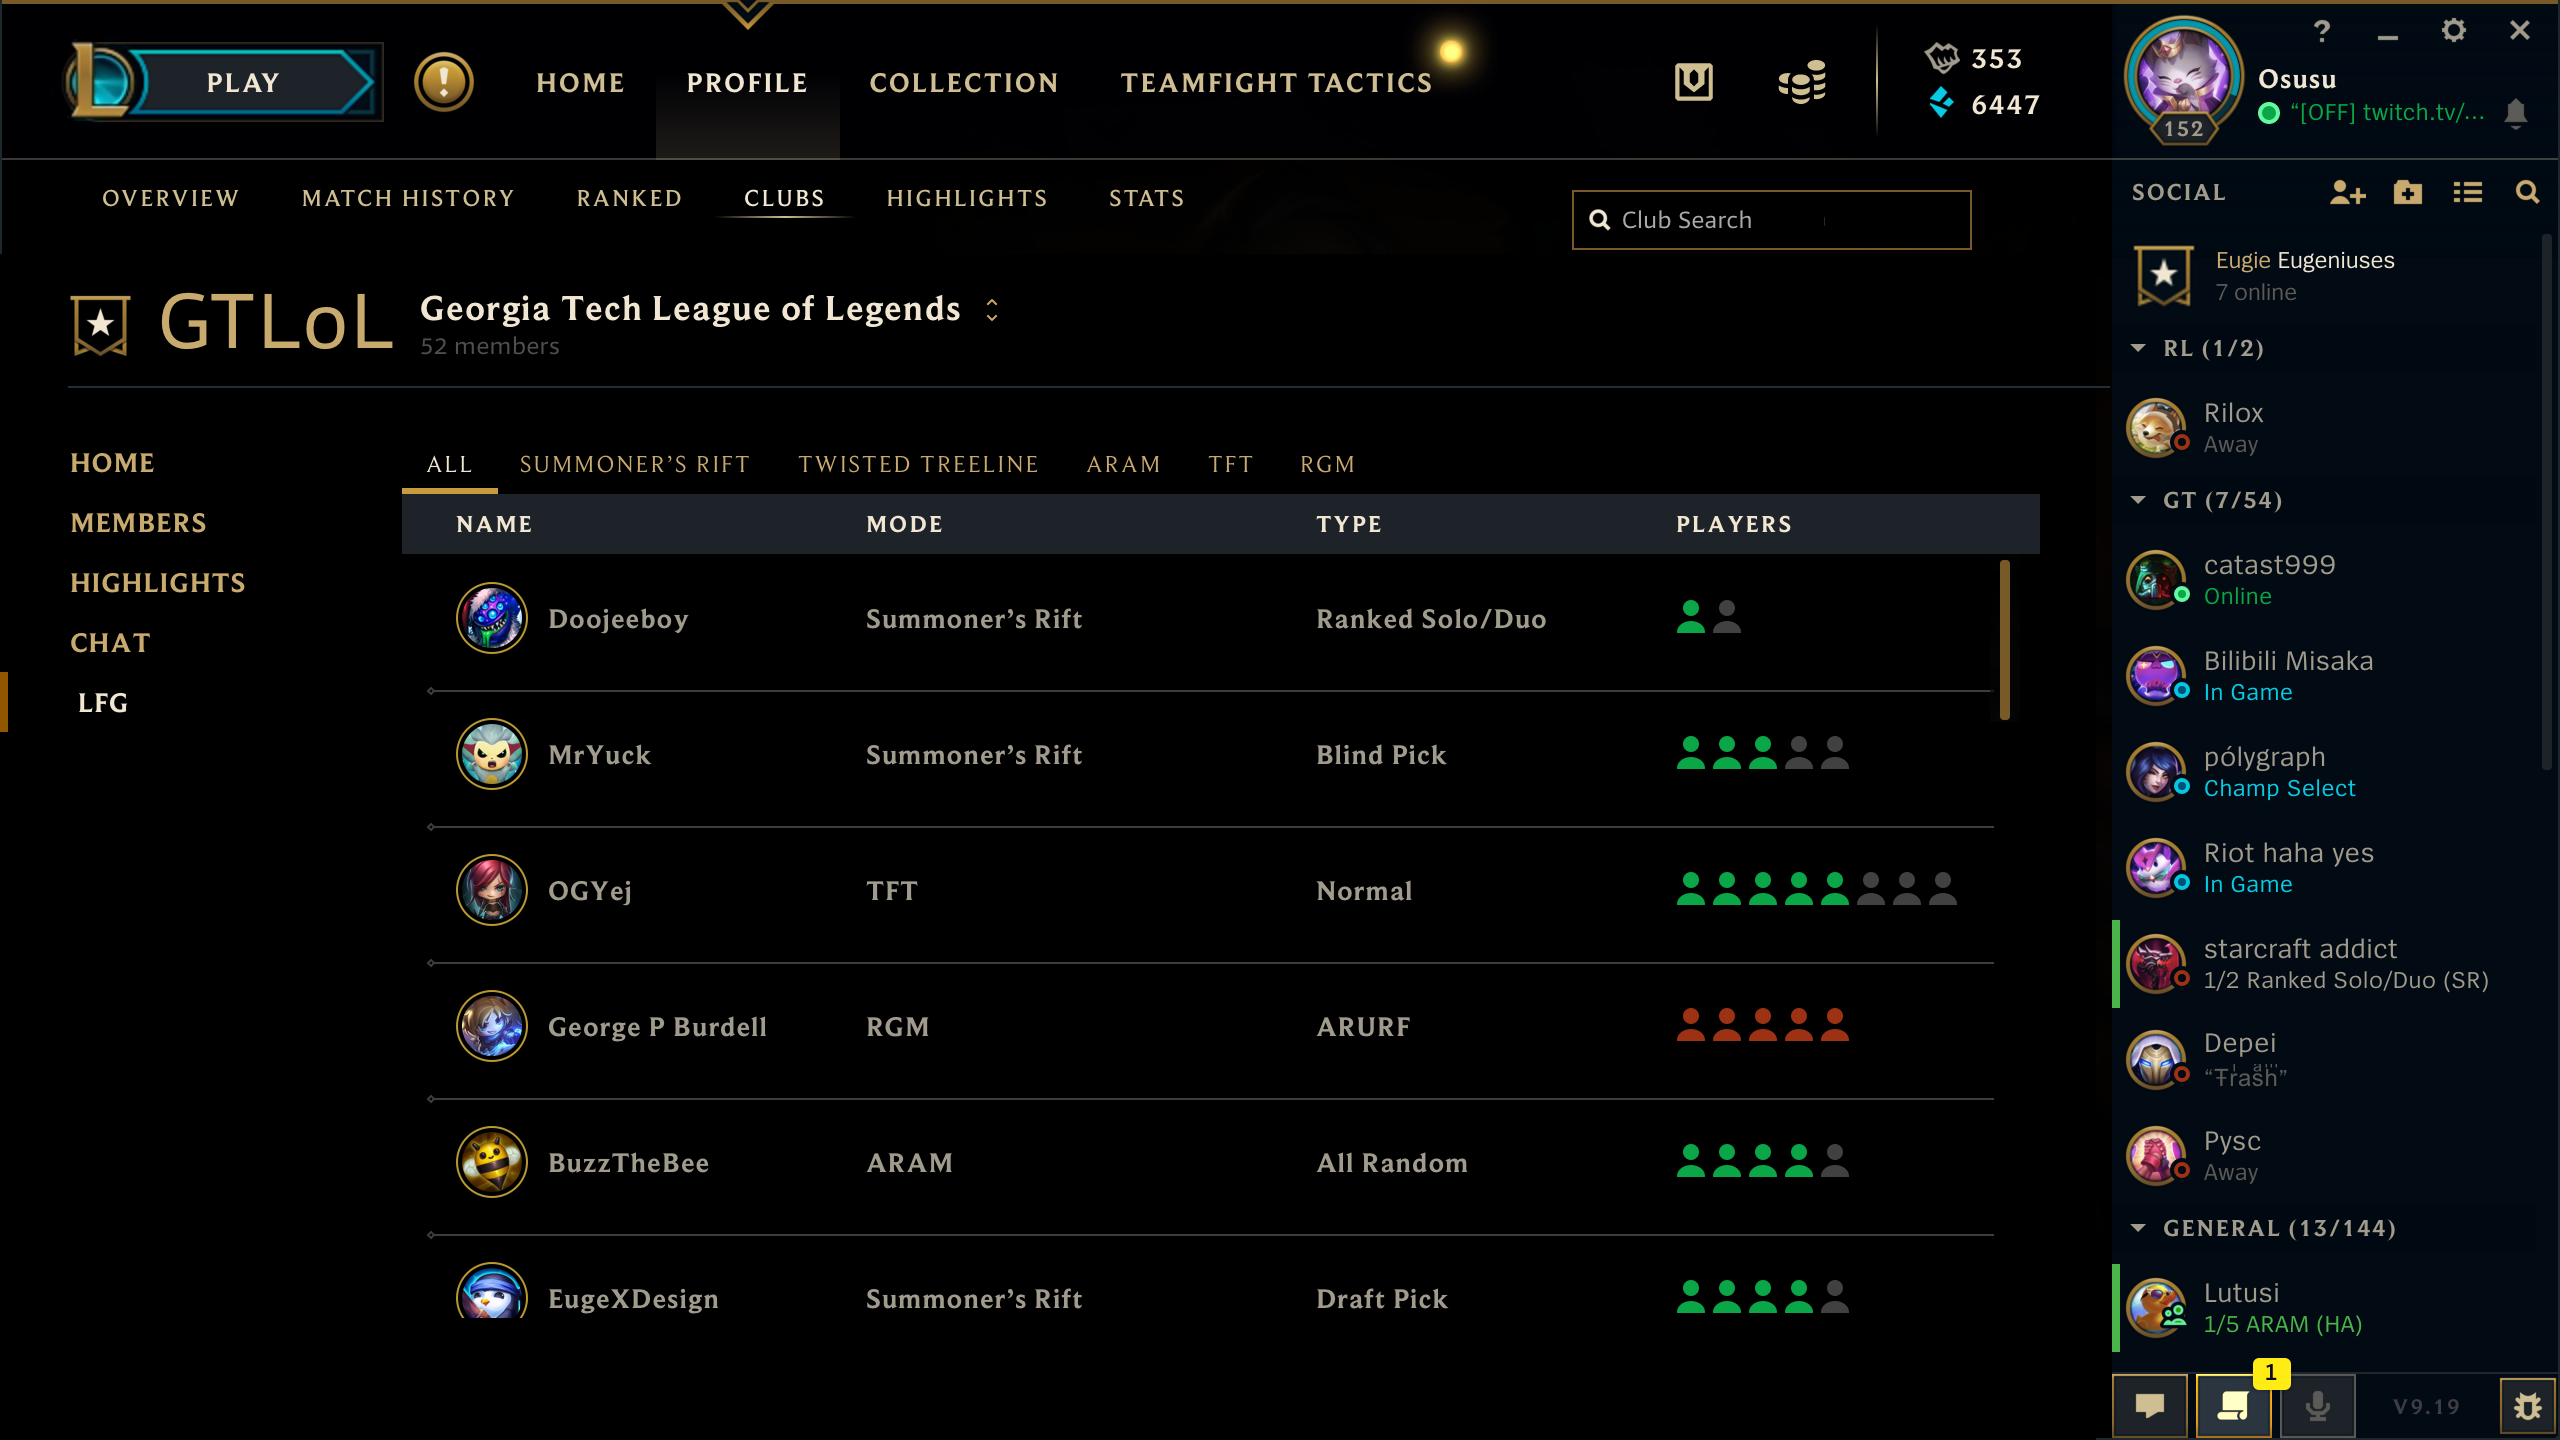 PLAY
HOME
PROFILE
COLLECTION
TEAMFIGHT TACTICS
353
6447
?
152
Osusu
“[OFF] twitch.tv/...
OVERVIEW
MATCH HISTORY
RANKED
CLUBS
HIGHLIGHTS
STATS
Club Search
GTLoL
Georgia Tech League of Legends
52 members
HOME
MEMBERS
HIGHLIGHTS
CHAT
LFG
ALL
SUMMONER’S RIFT
TWISTED TREELINE
ARAM
TFT
RGM
NAME MODE TYPE PLAYERS
Doojeeboy Summoner’s Rift Ranked Solo/Duo
MrYuck Summoner’s Rift Blind Pick
OGYej TFT Normal
George P Burdell RGM ARURF
BuzzTheBee ARAM All Random
EugeXDesign Summoner’s Rift Draft Pick
SOCIAL
Eugie Eugeniuses
7 online
RL (1/2)
Rilox
Away
GT (7/54)
catast999
Online
Bilibili Misaka
In Game
pólygraph
Champ Select
Riot haha yes
In Game
starcraft addict
1/2 Ranked Solo/Duo (SR)
Depei
Pysc
Away
GENERAL (13/144)
Lutusi
1/5 ARAM (HA)
1
V9.19